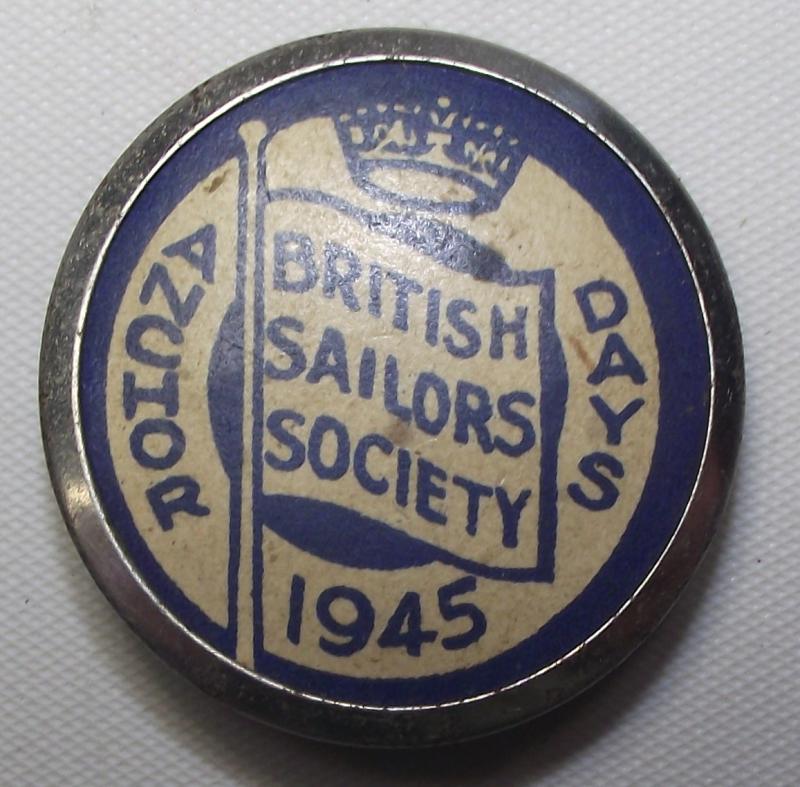 ANCHOR
BRITISH
SAILORS
SOCIETY
DAYS
1945